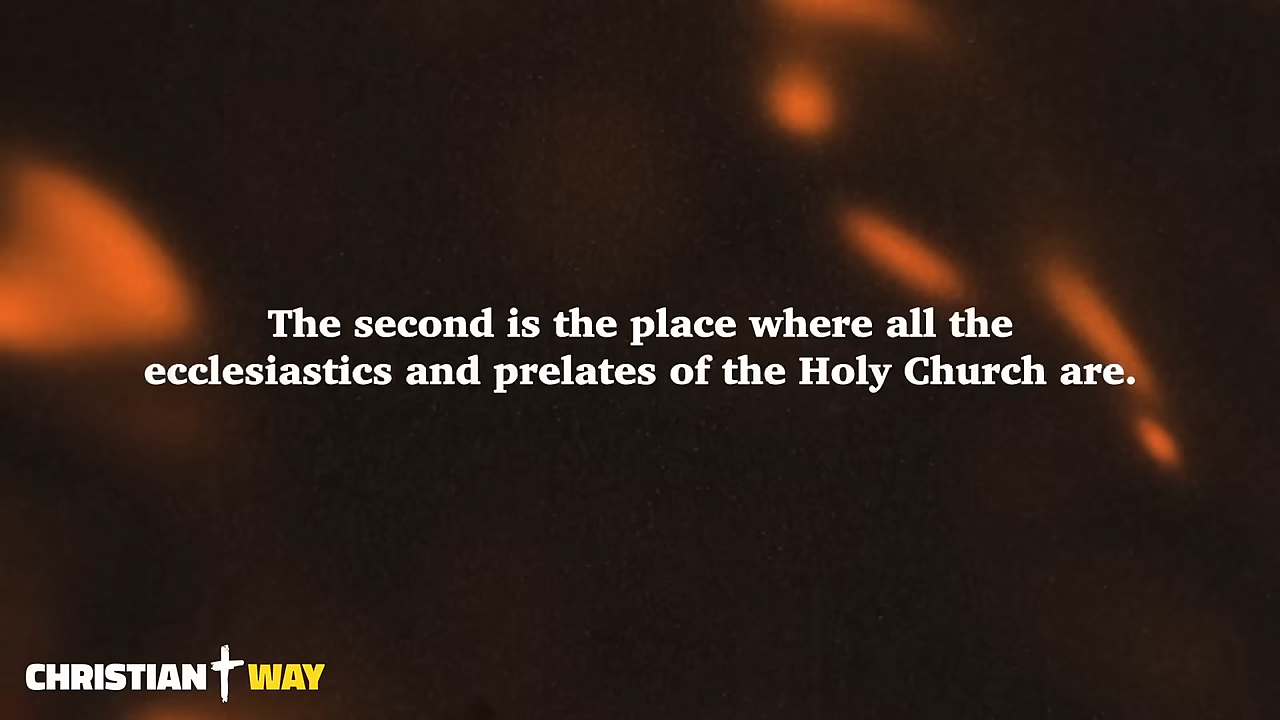 The second is the place where all the
ecclesiastics and prelates of the Holy Church are.
CHRISTIAN WAY